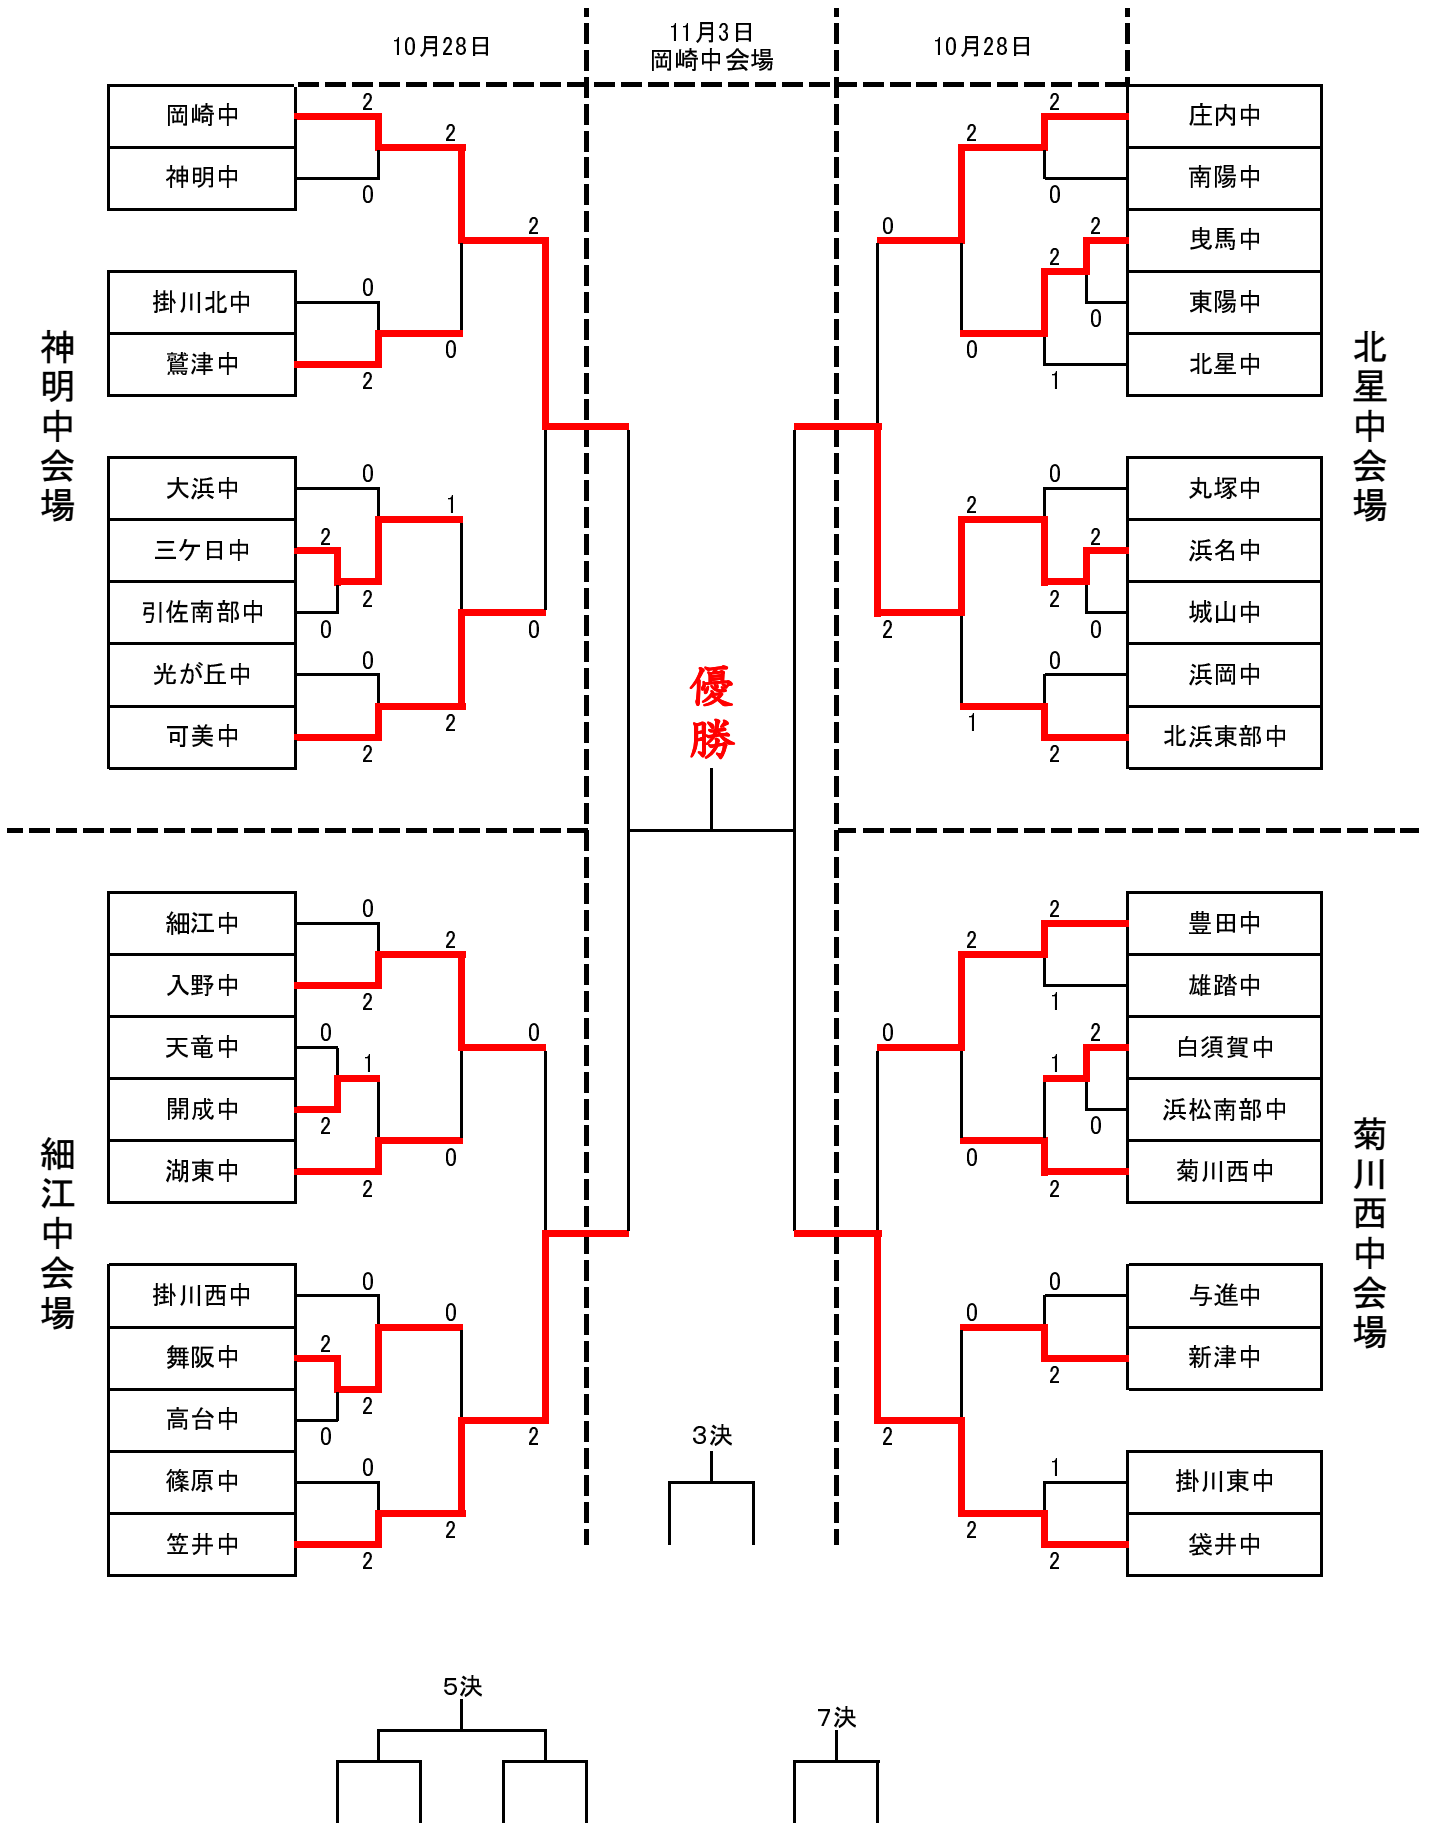 10月28日
11月3日
岡崎中会場
10月28日
神明中会場
岡崎中
2
2
神明中
0
2
掛川北中
0
鷲津中
2
0
大浜中
0
1
三ケ日中
2
2
引佐南部中
0
0
光が丘中
0
可美中
2
2
優勝
北星中会場
2
庄内中
2
0
南陽中
0
2
曳馬中
2
0
東陽中
0
1
北星中
0
丸塚中
2
2
浜名中
2
0
城山中
2
0
浜岡中
1
2
北浜東部中
細江中会場
細江中
0
2
入野中
2
0
天竜中
0
1
開成中
2
湖東中
2
0
掛川西中
0
0
舞阪中
2
2
高台中
0
2
篠原中
0
笠井中
2
2
菊川西中会場
2
豊田中
2
1
雄踏中
0
2
白須賀中
1
0
浜松南部中
0
2
菊川西中
0
与進中
0
2
新津中
2
1
掛川東中
2
2
袋井中
3決
5決
7決